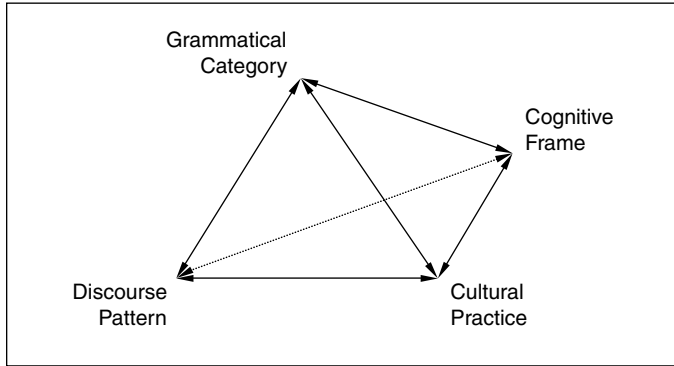 Grammatical
Category
Cognitive
Frame
Discourse
Pattern
Cultural
Practice